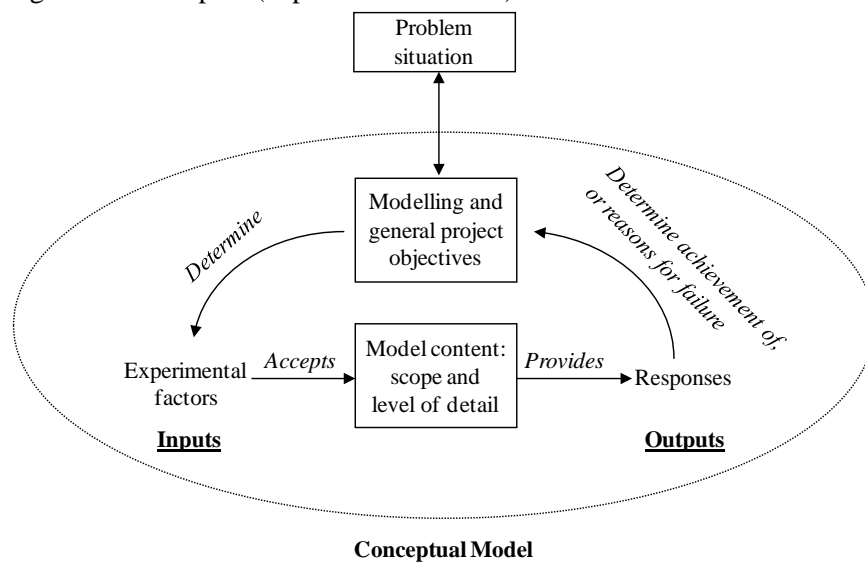 Problem
situation
Modelling and
general project
objectives
Determine
Determine achievement of,
or reasons for failure
Experimental
factors
Accepts
Model content:
scope and
level of detail
Provides
Responses
Inputs
Outputs
Conceptual Model